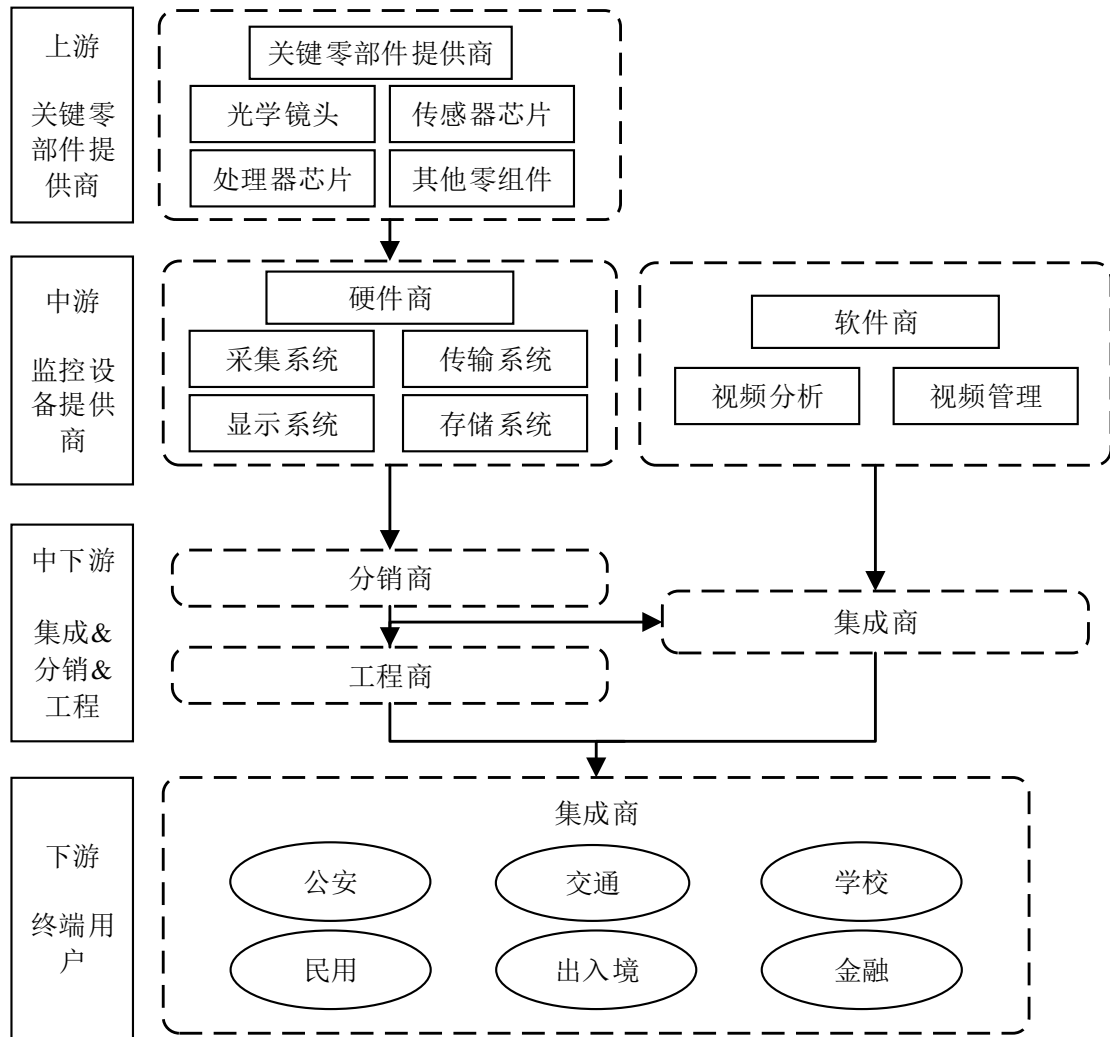 上游
关键零
部件提
供商
关键零部件提供商
光学镜头
传感器芯片
处理器芯片
其他零组件
中游
监控设
备提供
商
硬件商
采集系统
传输系统
显示系统
存储系统
软件商
视频分析
视频管理
中下游
集成&
分销&
工程
分销商
工程商
集成商
下游
终端用
户
集成商
公安
交通
学校
民用
出入境
金融